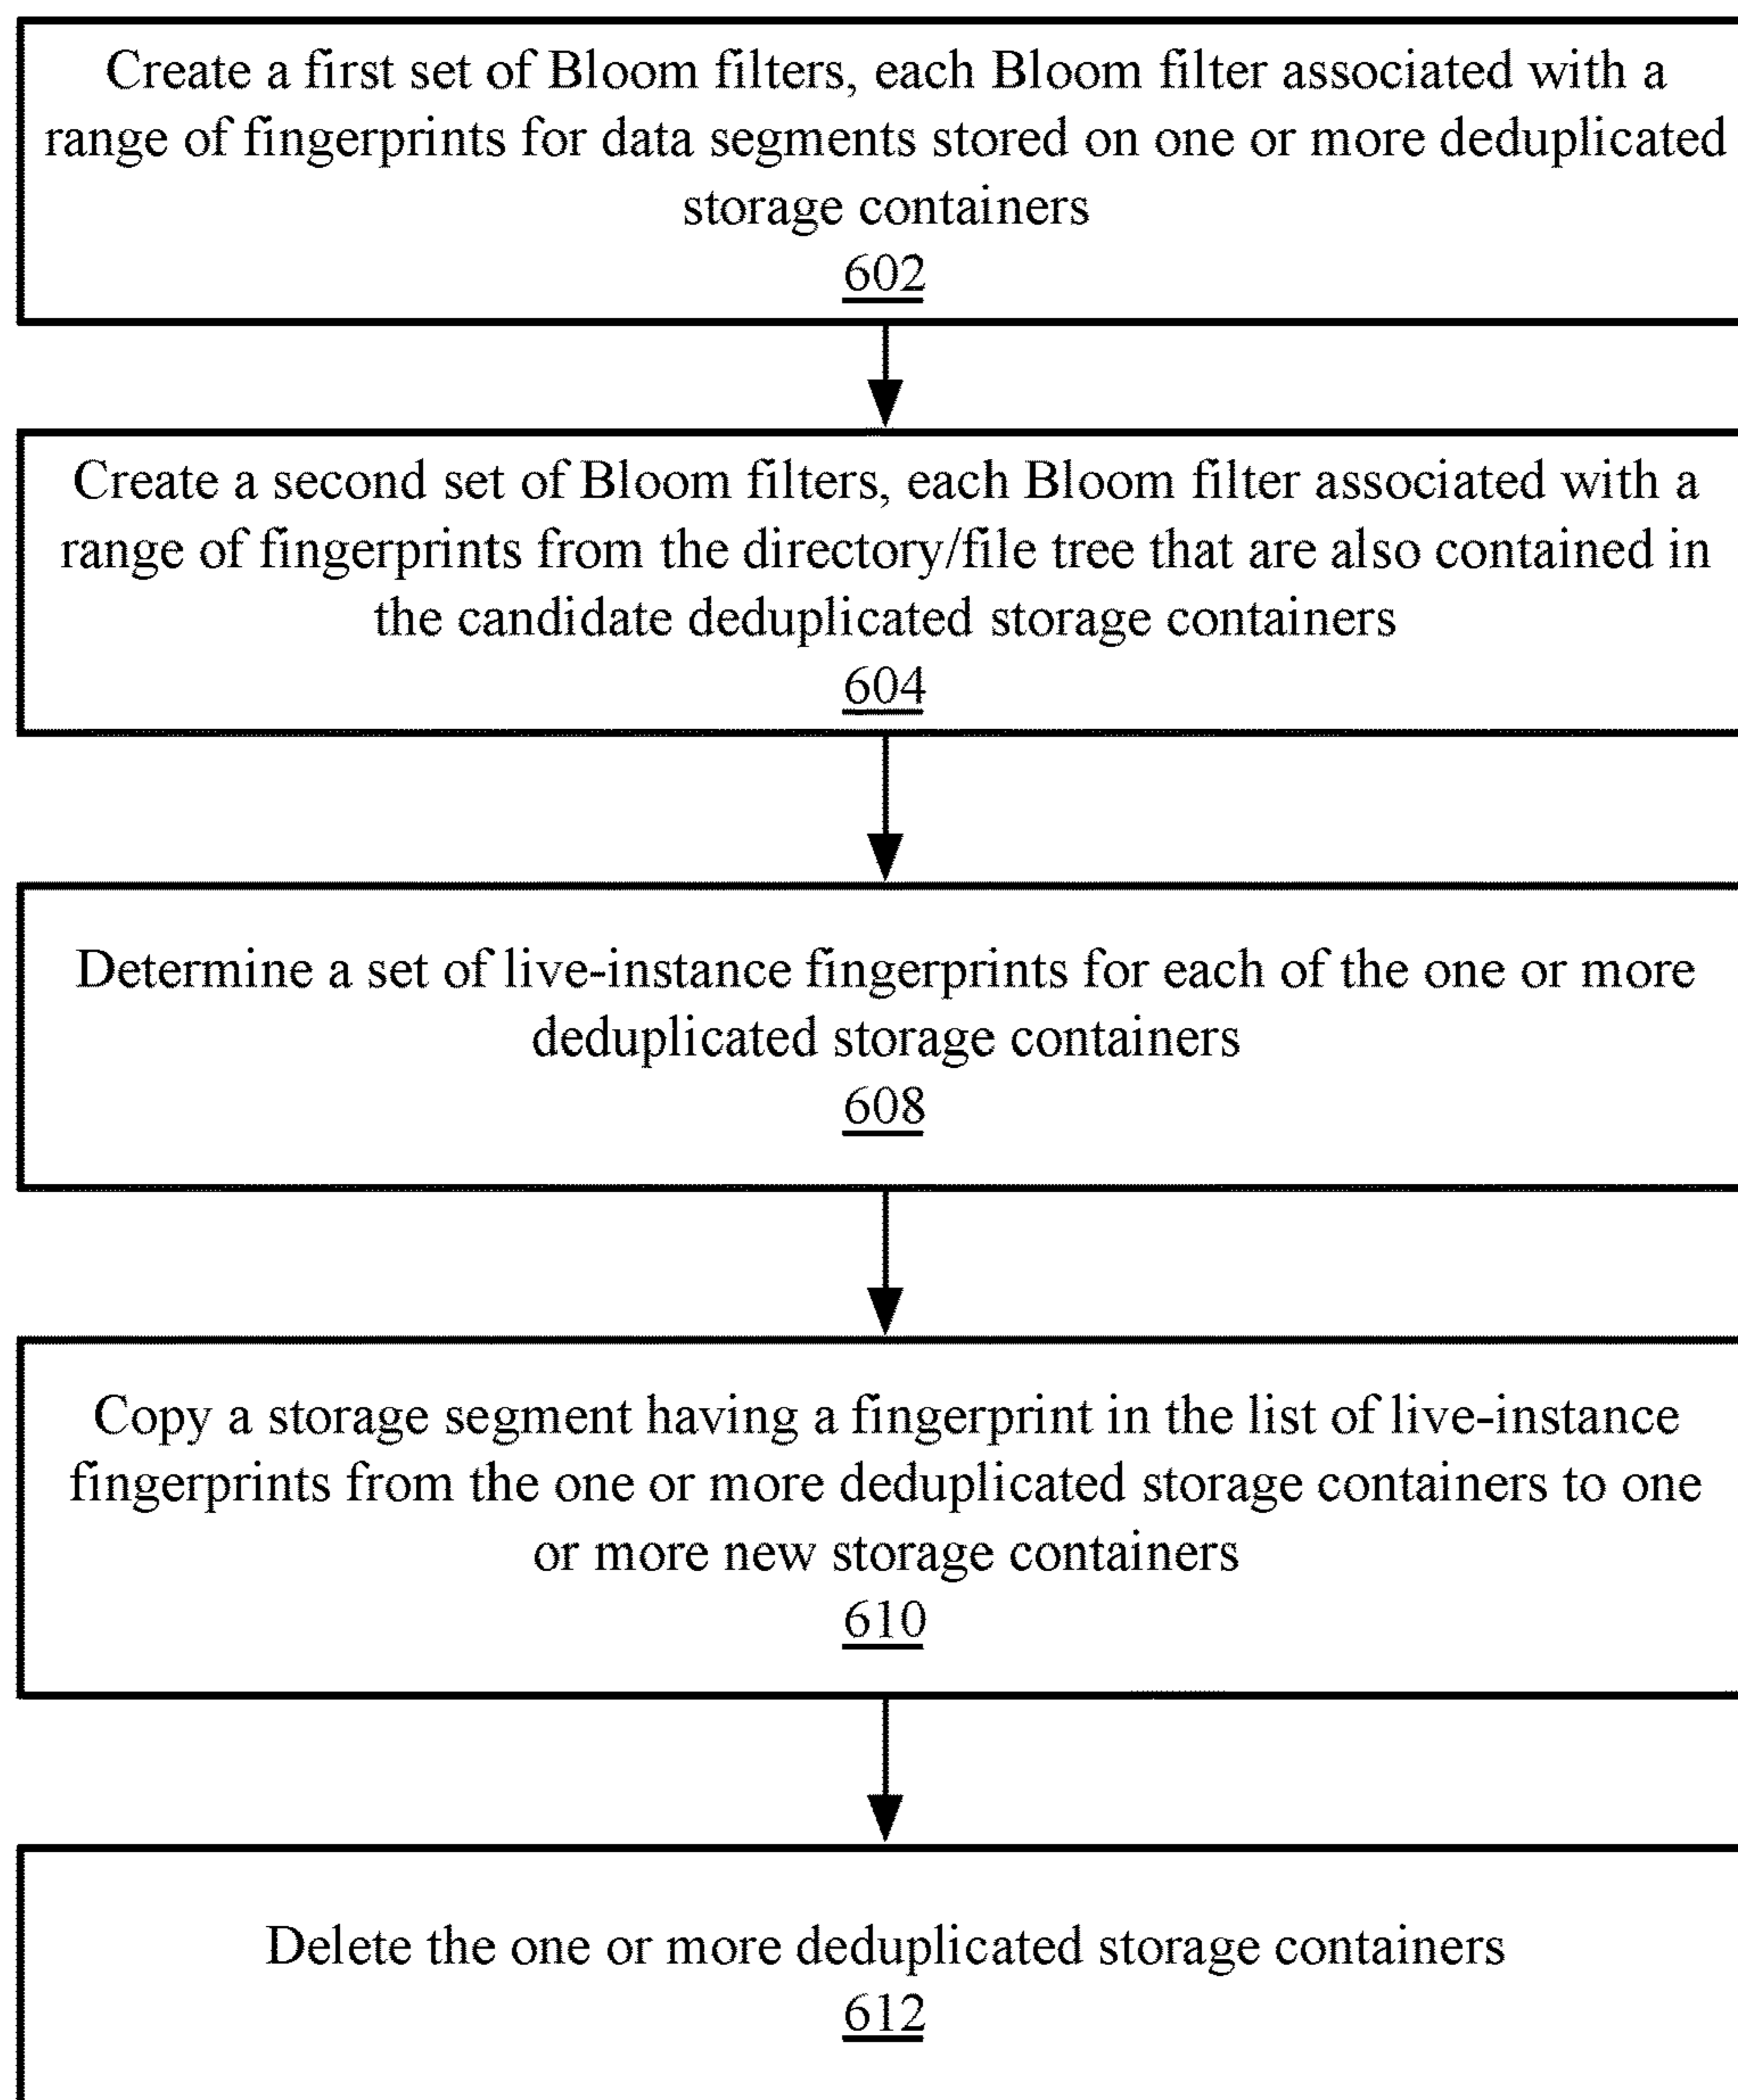 Create a first set of Bloom filters, each Bloom filter associated with a
range of fingerprints for data segments stored on one or more deduplicated
storage containers
602
Create a second set of Bloom filters, each Bloom filter associated with a
range of fingerprints from the directory/file tree that are also contained in
the candidate deduplicated storage containers
604
Determine a set of live-instance fingerprints for each of the one or more
deduplicated storage containers
608
Copy a storage segment having a fingerprint in the list of live-instance
fingerprints from the one or more deduplicated storage containers to one
or more new storage containers
610
Delete the one or more deduplicated storage containers
612